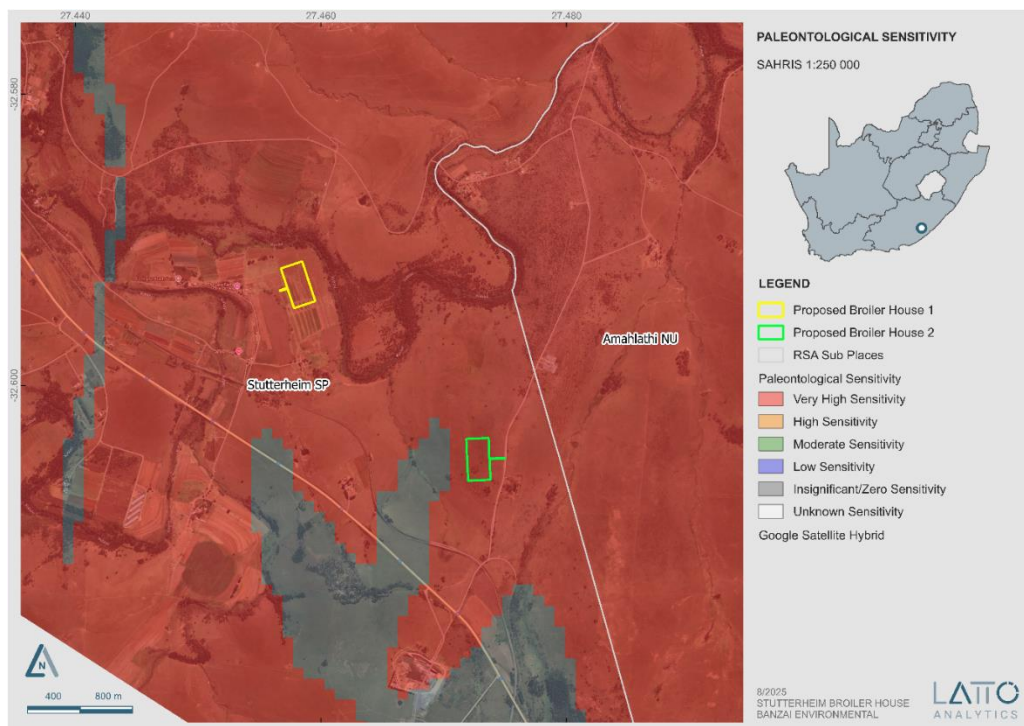 27.440
27.460
27.480
-32.580
-32.600
Stutterheim SP
Amahlathi NU
N
400 800 m
PALEONTOLOGICAL SENSITIVITY
SAHRIS 1:250 000
LEGEND
Proposed Broiler House 1
Proposed Broiler House 2
RSA Sub Places
Paleontological Sensitivity
Very High Sensitivity
High Sensitivity
Moderate Sensitivity
Low Sensitivity
Insignificant/Zero Sensitivity
Unknown Sensitivity
Google Satellite Hybrid
8/2025
STUTTERHEIM BROILER HOUSE
BANZAI ENVIRONMENTAL
LATTO
ANALYTICS